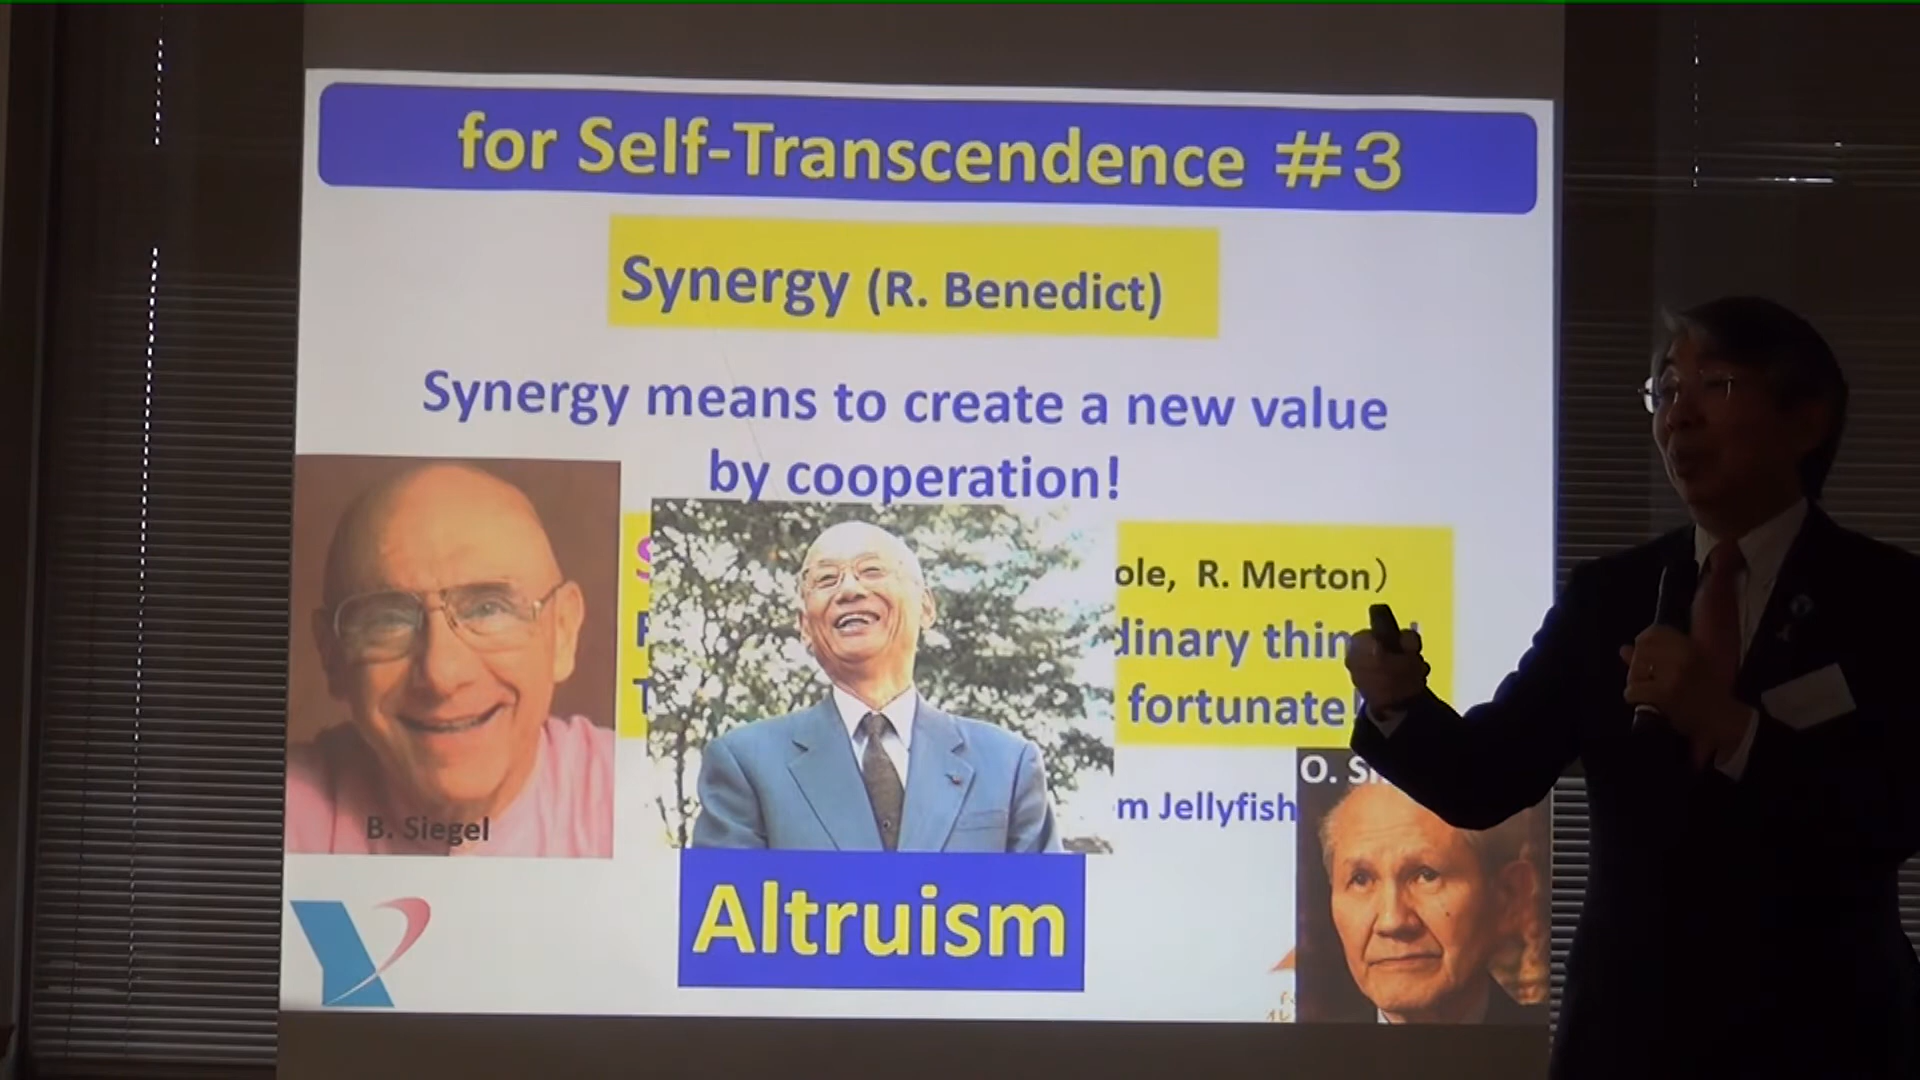 for Self-Transcendence #3
Synergy (R. Benedict)
Synergy means to create a new value
by cooperation!
ole, R. Merton)
dinary thin
fortunate!
O. S
m Jellyfish
B. Siegel
Altruism